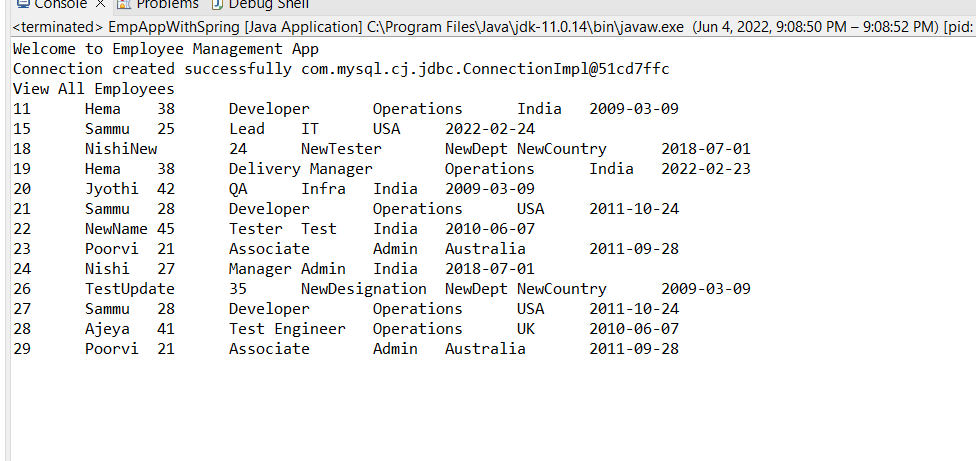 Console × Problems Debug Shell
<terminated> EmpAppWithSpring [Java Application] C:\Program Files\Java\jdk-11.0.14\bin\javaw.exe (Jun 4, 2022, 9:08:50 PM – 9:08:52 PM) [pid:
Welcome to Employee Management App
Connection created successfully com.mysql.cj.jdbc.ConnectionImpl@51cd7ffc
View All Employees
11 Hema 38 Developer Operations India 2009-03-09
15 Sammu 25 Lead IT USA 2022-02-24
18 NishiNew 24 NewTester NewDept NewCountry 2018-07-01
19 Hema 38 Delivery Manager Operations India 2022-02-23
20 Jyothi 42 QA Infra India 2009-03-09
21 Sammu 28 Developer Operations USA 2011-10-24
22 NewName 45 Tester Test India 2010-06-07
23 Poorvi 21 Associate Admin Australia 2011-09-28
24 Nishi 27 Manager Admin India 2018-07-01
26 TestUpdate 35 NewDesignation NewDept NewCountry 2009-03-09
27 Sammu 28 Developer Operations USA 2011-10-24
28 Ajeya 41 Test Engineer Operations UK 2010-06-07
29 Poorvi 21 Associate Admin Australia 2011-09-28